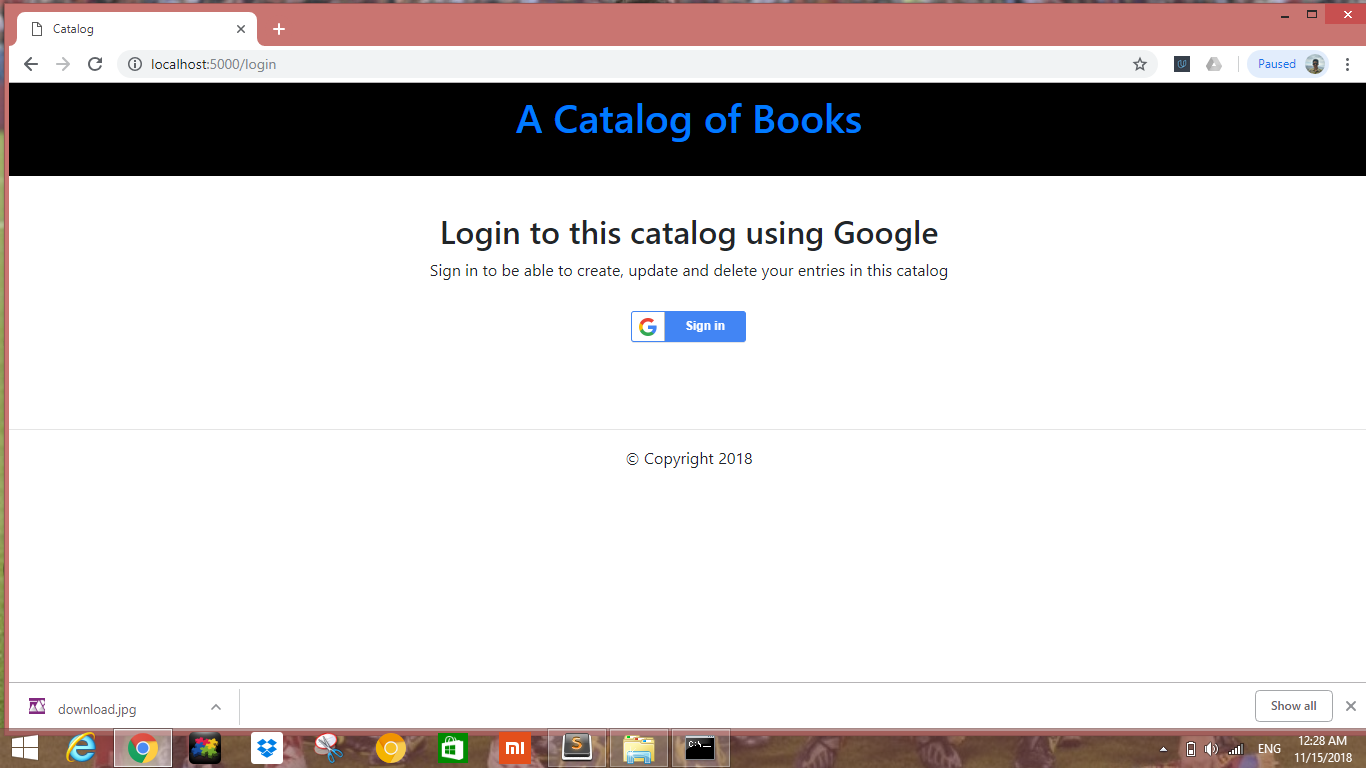 Catalog
localhost:5000/login
Paused
A Catalog of Books
Login to this catalog using Google
Sign in to be able to create, update and delete your entries in this catalog
Sign in
© Copyright 2018
download.jpg
Show all
mi
S
C:\_
ENG
12:28 AM
11/15/2018